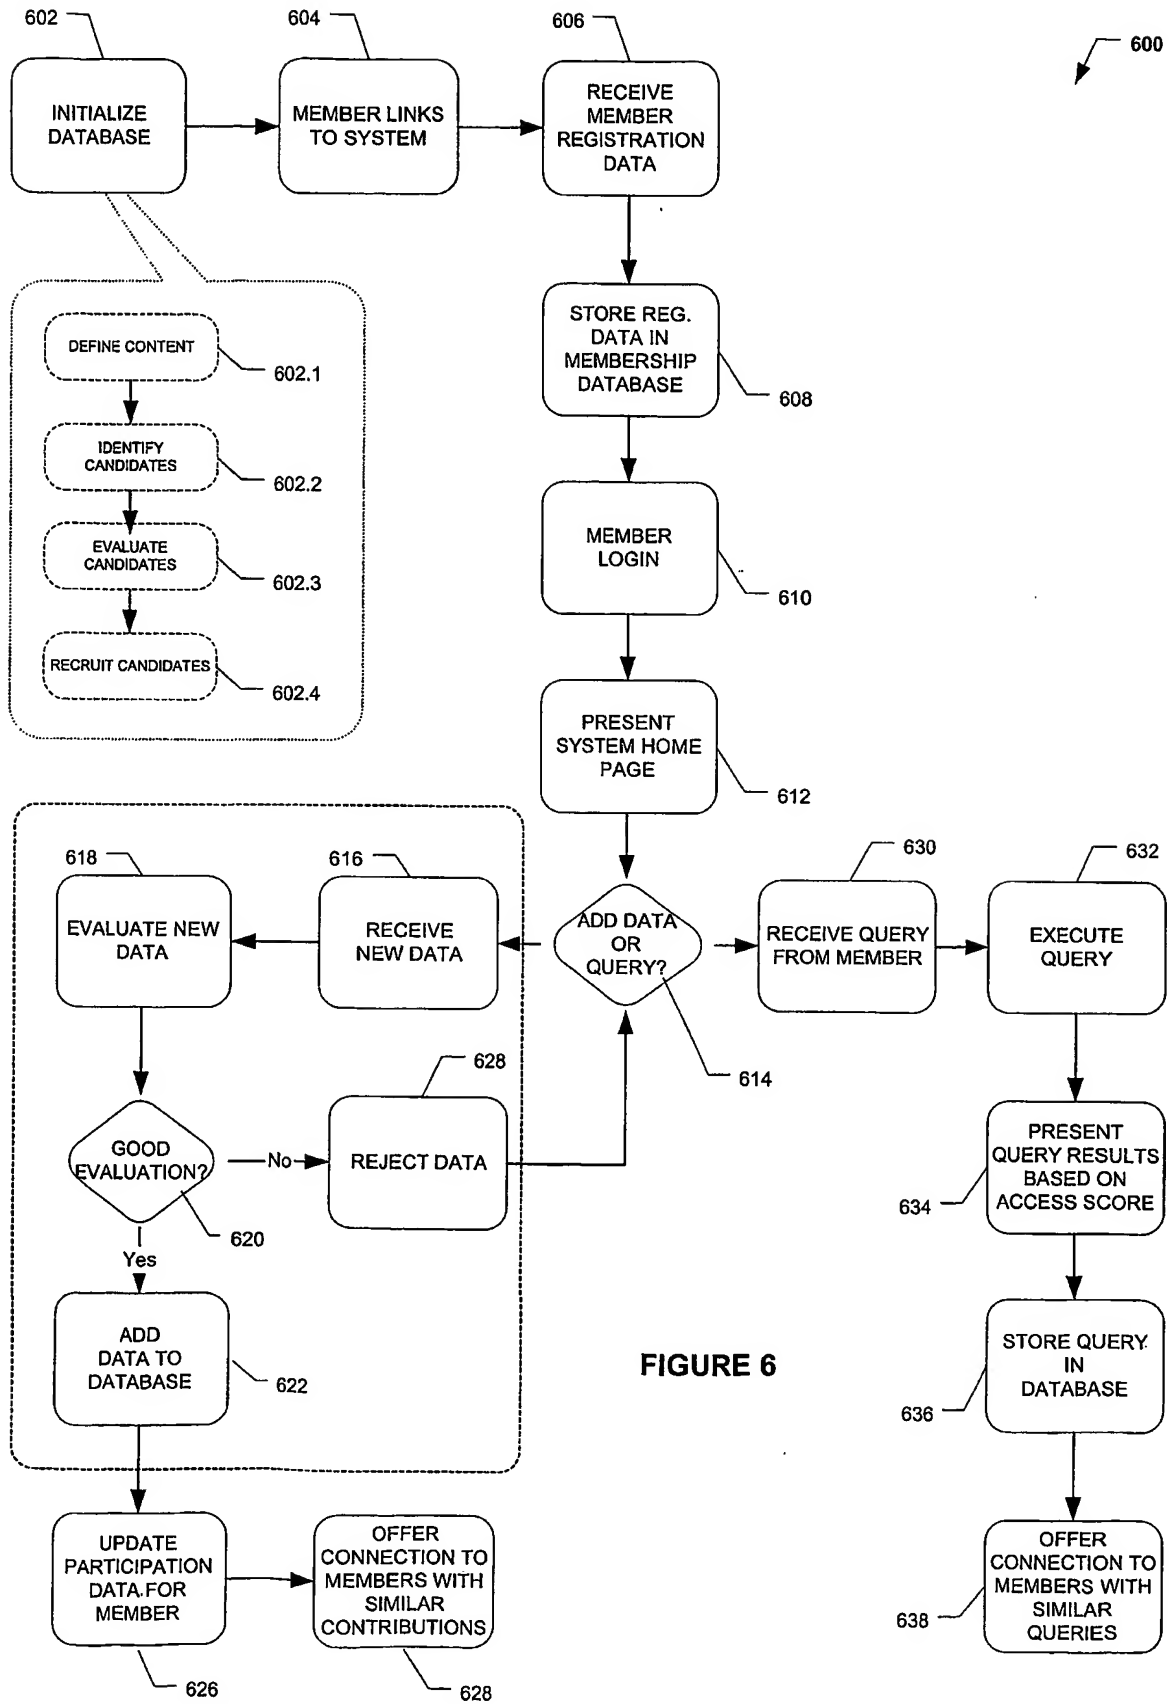 602
604
606
600
INITIALIZE
DATABASE
MEMBER LINKS
TO SYSTEM
RECEIVE
MEMBER
REGISTRATION
DATA
DEFINE CONTENT
602.1
IDENTIFY
CANDIDATES
602.2
EVALUATE
CANDIDATES
602.3
RECRUIT CANDIDATES
602.4
STORE REG.
DATA IN
MEMBERSHIP
DATABASE
608
MEMBER
LOGIN
610
PRESENT
SYSTEM HOME
PAGE
612
618
616
630
632
EVALUATE NEW
DATA
RECEIVE
NEW DATA
ADD DATA
OR
QUERY?
614
RECEIVE QUERY
FROM MEMBER
EXECUTE
QUERY
GOOD
EVALUATION?
620
No
628
REJECT DATA
Yes
ADD
DATA TO
DATABASE
622
PRESENT
QUERY RESULTS
BASED ON
ACCESS SCORE
634
FIGURE 6
STORE QUERY
IN
DATABASE
636
UPDATE
PARTICIPATION
DATA FOR
MEMBER
626
OFFER
CONNECTION TO
MEMBERS WITH
SIMILAR
CONTRIBUTIONS
628
OFFER
CONNECTION TO
MEMBERS WITH
SIMILAR
QUERIES
638